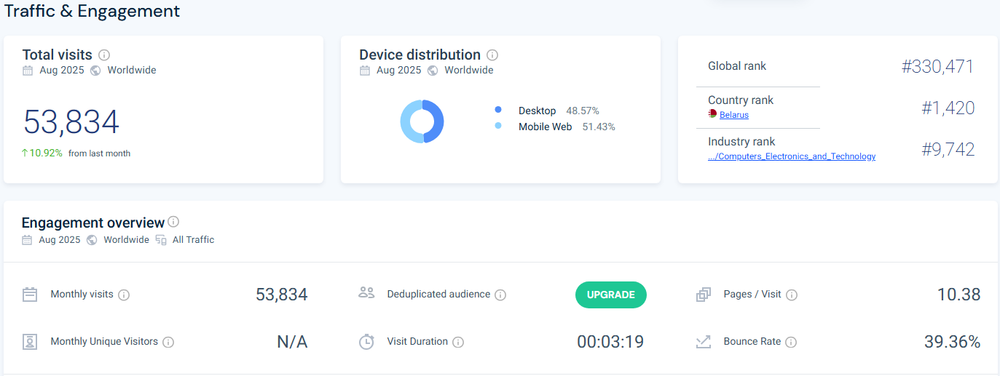 Traffic & Engagement
Total visits
Aug 2025 Worldwide
53,834
↑10.92% from last month
Device distribution
Aug 2025 Worldwide
Desktop 48.57%
Mobile Web 51.43%
Global rank #330,471
Country rank
Belarus
#1,420
Industry rank
.../Computers_Electronics_and_Technology
#9,742
Engagement overview
Aug 2025 Worldwide All Traffic
Monthly visits 53,834
Deduplicated audience UPGRADE
Pages / Visit 10.38
Monthly Unique Visitors N/A
Visit Duration 00:03:19
Bounce Rate 39.36%